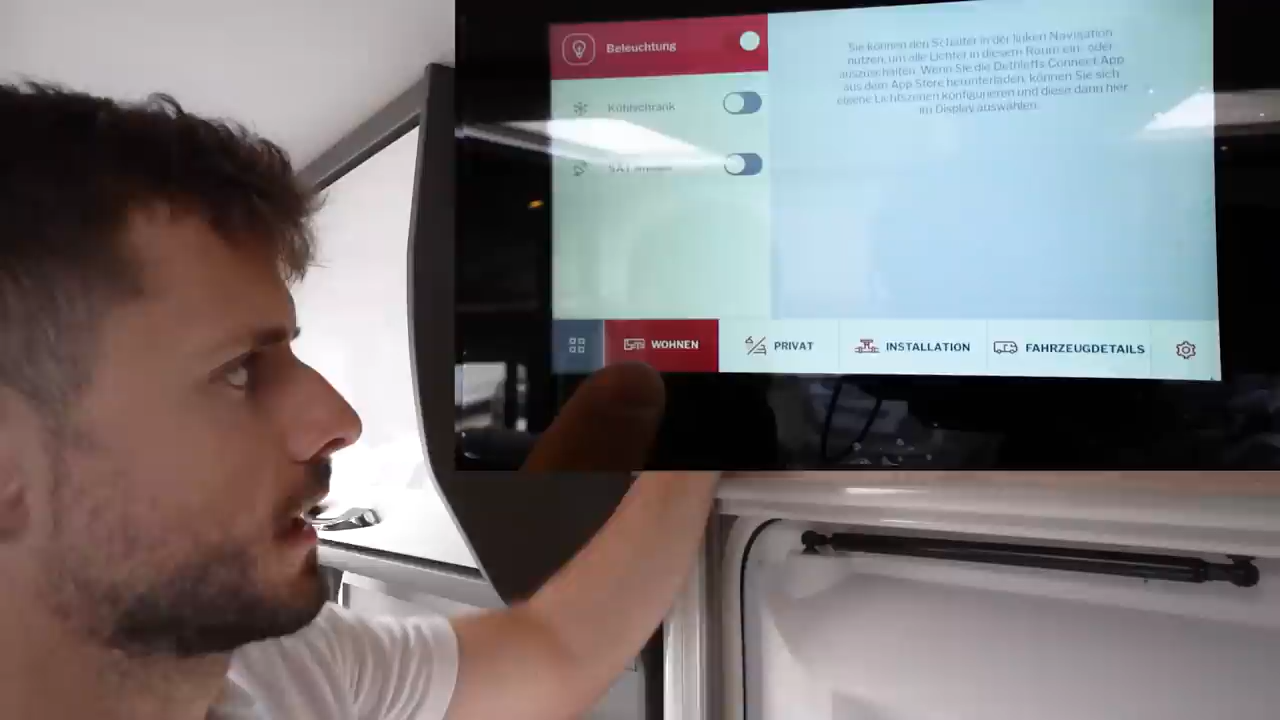 Beleuchtung
Kühlschrank
Sie können den Schalter in der linken Navigation
nutzen, um alle Lichter in diesem Raum ein- oder
auszuschalten. Wenn Sie die Dethleffs Connect App
aus dem App Store herunterladen, können Sie sich
eigene Lichtszenen konfigurieren und diese dann hier
im Display auswählen.
WOHNEN
PRIVAT
INSTALLATION
FAHRZEUGDETAILS